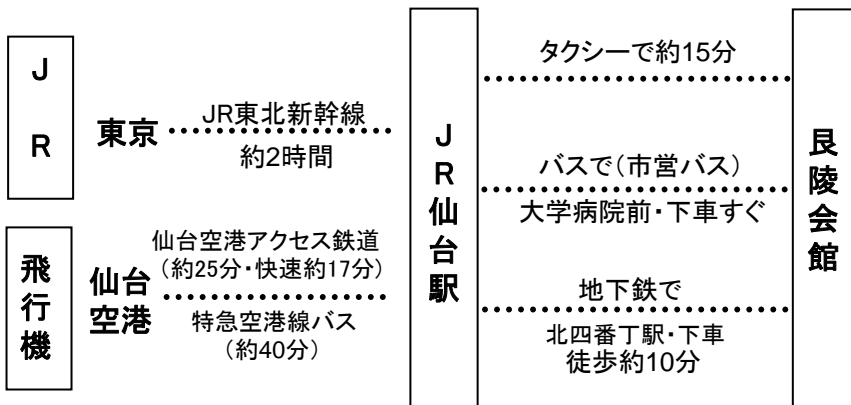 JR
東京
JR東北新幹線
約2時間
飛行機
仙台
空港
仙台空港アクセス鉄道
（約25分・快速約17分）
特急空港線バス
（約40分）
JR仙台駅
タクシーで約15分
バスで（市営バス）
大学病院前・下車すぐ
地下鉄で
北四番丁駅・下車
徒歩約10分
艮陵会館